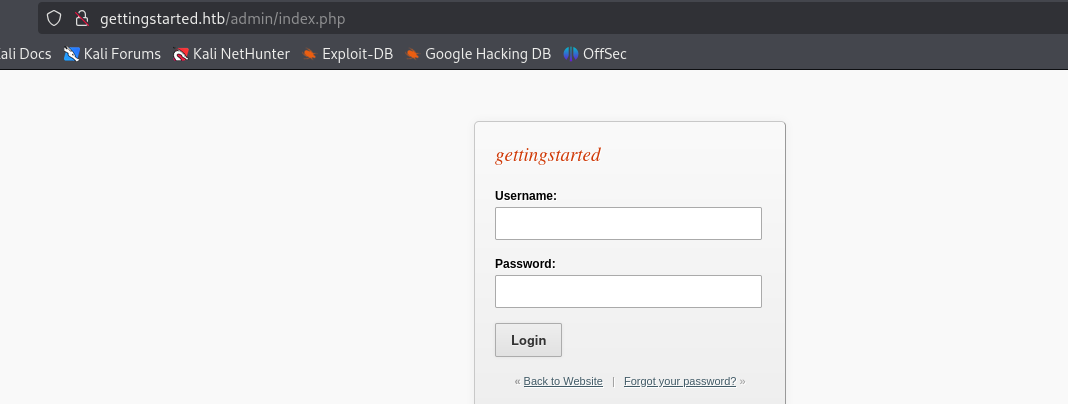 gettingstarted.htb/admin/index.php
ali Docs Kali Forums Kali NetHunter Exploit-DB Google Hacking DB OffSec
gettingstarted
Username:
Password:
Login
« Back to Website | Forgot your password? »